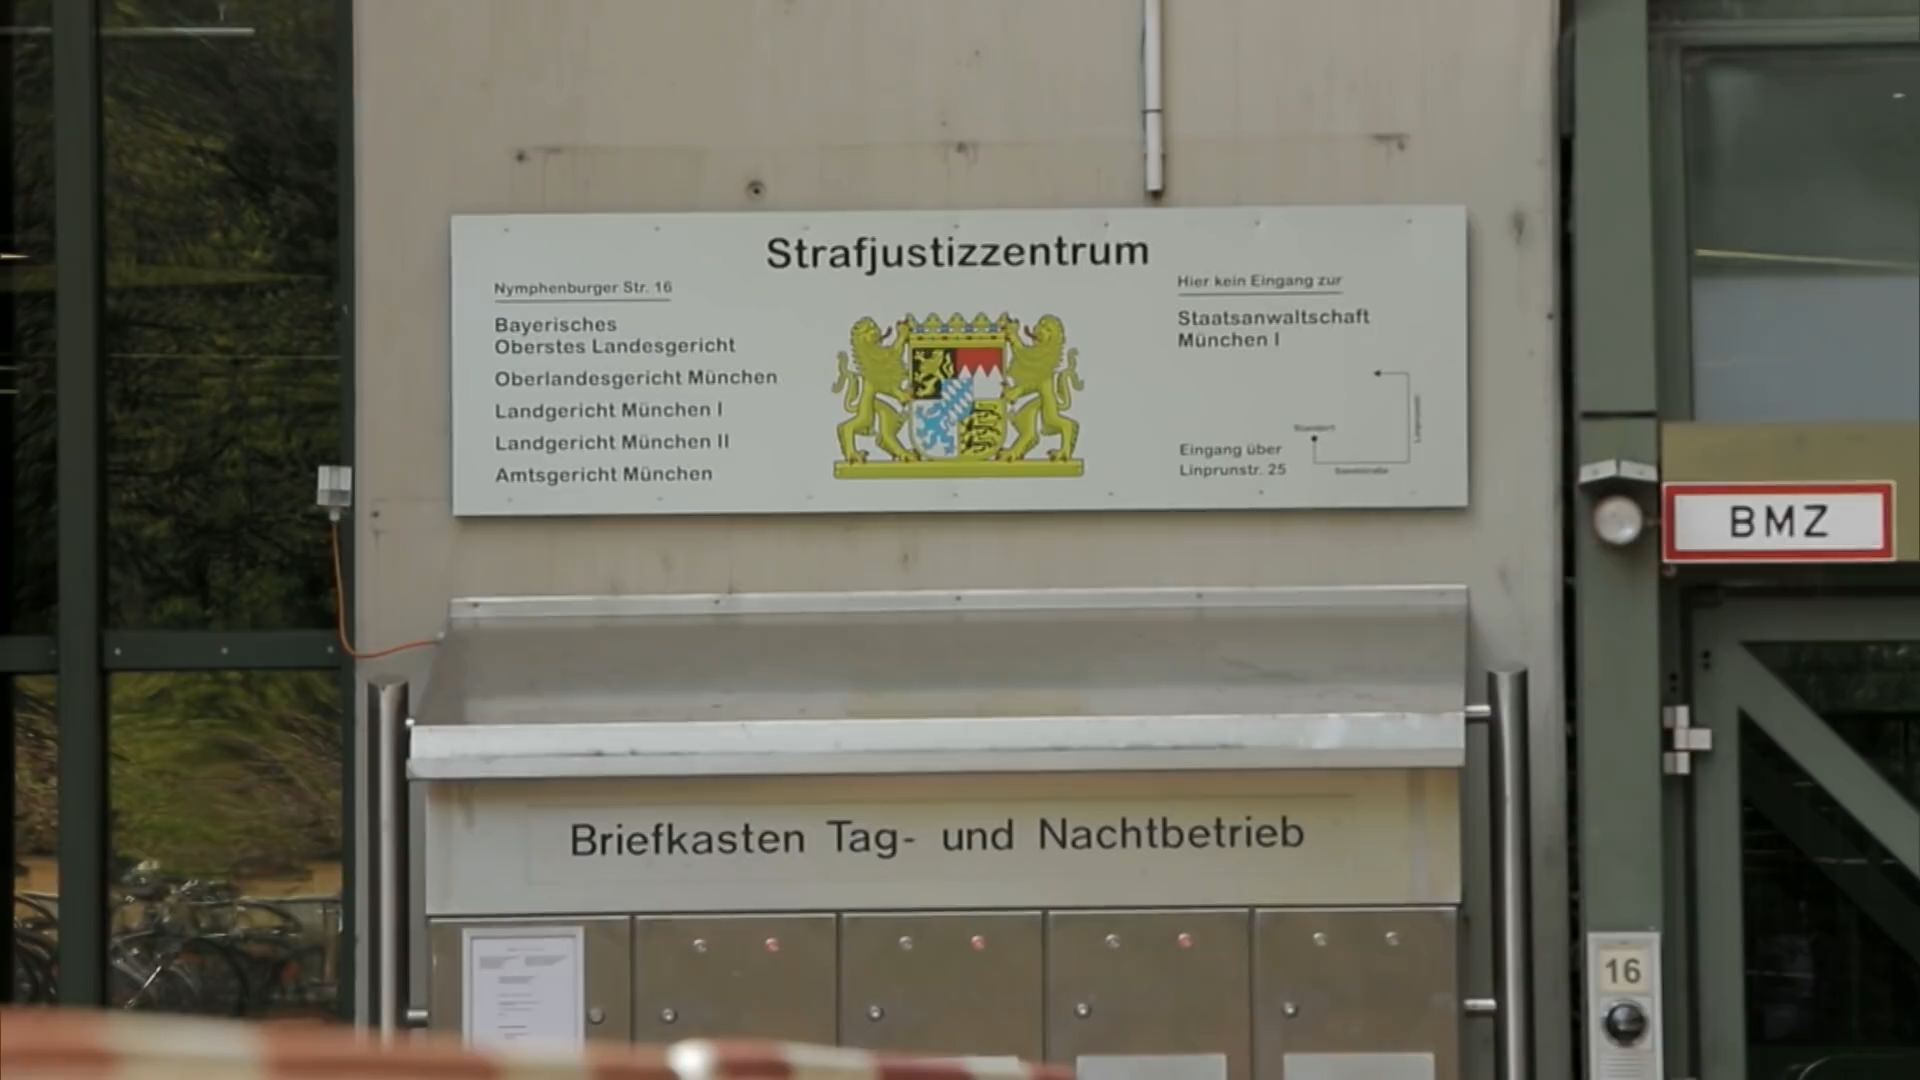 Strafjustizzentrum
Nymphenburger Str. 16
Bayerisches
Oberstes Landesgericht
Oberlandesgericht München
Landgericht München I
Landgericht München II
Amtsgericht München
Hier kein Eingang zur
Staatsanwaltschaft
München I
Standort
Eingang über
Linprunstr. 25
BMZ
Briefkasten Tag- und Nachtbetrieb
16